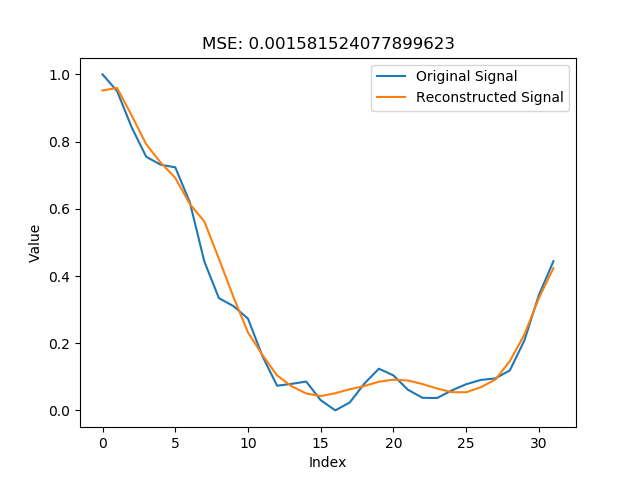 MSE: 0.001581524077899623
Original Signal
Reconstructed Signal
1.0
0.8
0.6
0.4
0.2
0.0
Value
0 5 10 15 20 25 30
Index